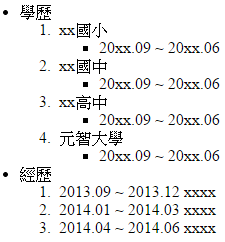 學歷
1. xx國小
20xx.09 ~ 20xx.06
2. xx國中
20xx.09 ~ 20xx.06
3. xx高中
20xx.09 ~ 20xx.06
4. 元智大學
20xx.09 ~ 20xx.06
經歷
1. 2013.09 ~ 2013.12 xxxx
2. 2014.01 ~ 2014.03 xxxx
3. 2014.04 ~ 2014.06 xxxx